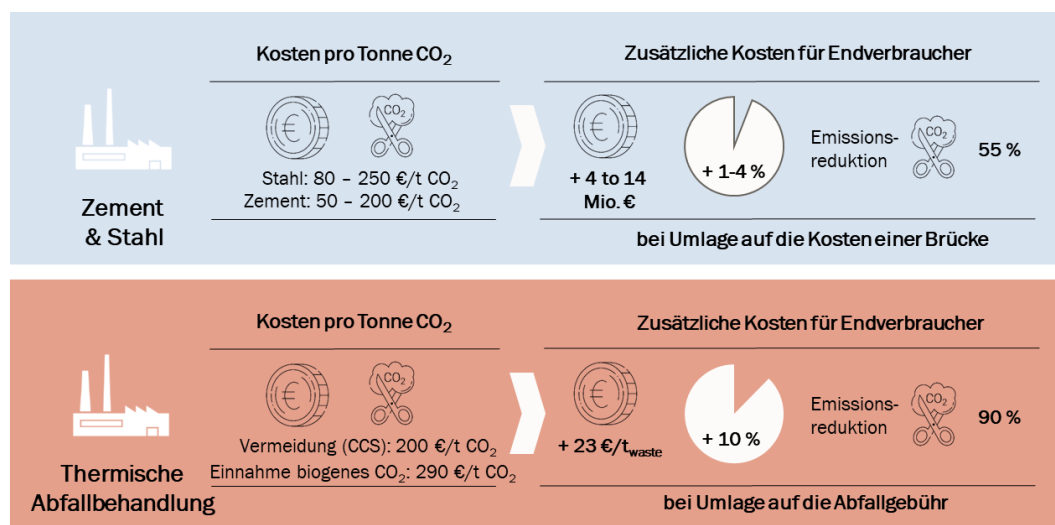 Kosten pro Tonne CO₂
Zusätzliche Kosten für Endverbraucher
€
CO₂
Stahl: 80 – 250 €/t CO₂
Zement: 50 – 200 €/t CO₂
Zement
& Stahl
€
+ 4 to 14
Mio. €
+ 1-4 %
Emissions-
reduktion
CO₂
55 %
bei Umlage auf die Kosten einer Brücke
Kosten pro Tonne CO₂
Zusätzliche Kosten für Endverbraucher
€
CO₂
Vermeidung (CCS): 200 €/t CO₂
Einnahme biogenes CO₂: 290 €/t CO₂
Thermische
Abfallbehandlung
€
+ 23 €/t_waste
+ 10 %
Emissions-
reduktion
CO₂
90 %
bei Umlage auf die Abfallgebühr